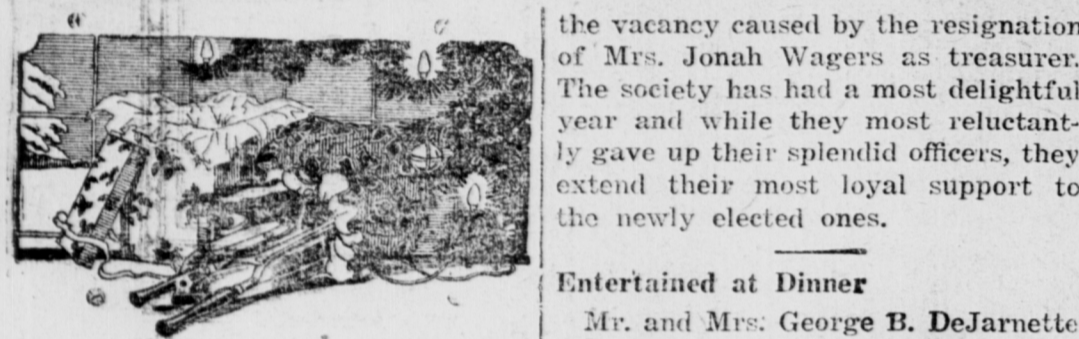 the vacancy caused by the resignation
of Mrs. Jonah Wagers as treasurer.
The society has had a most delightful
year and while they most reluctant-
ly gave up their splendid officers, they
extend their most loyal support to
the newly elected ones.
Entertained at Dinner
Mr. and Mrs. George B. DeJarnette